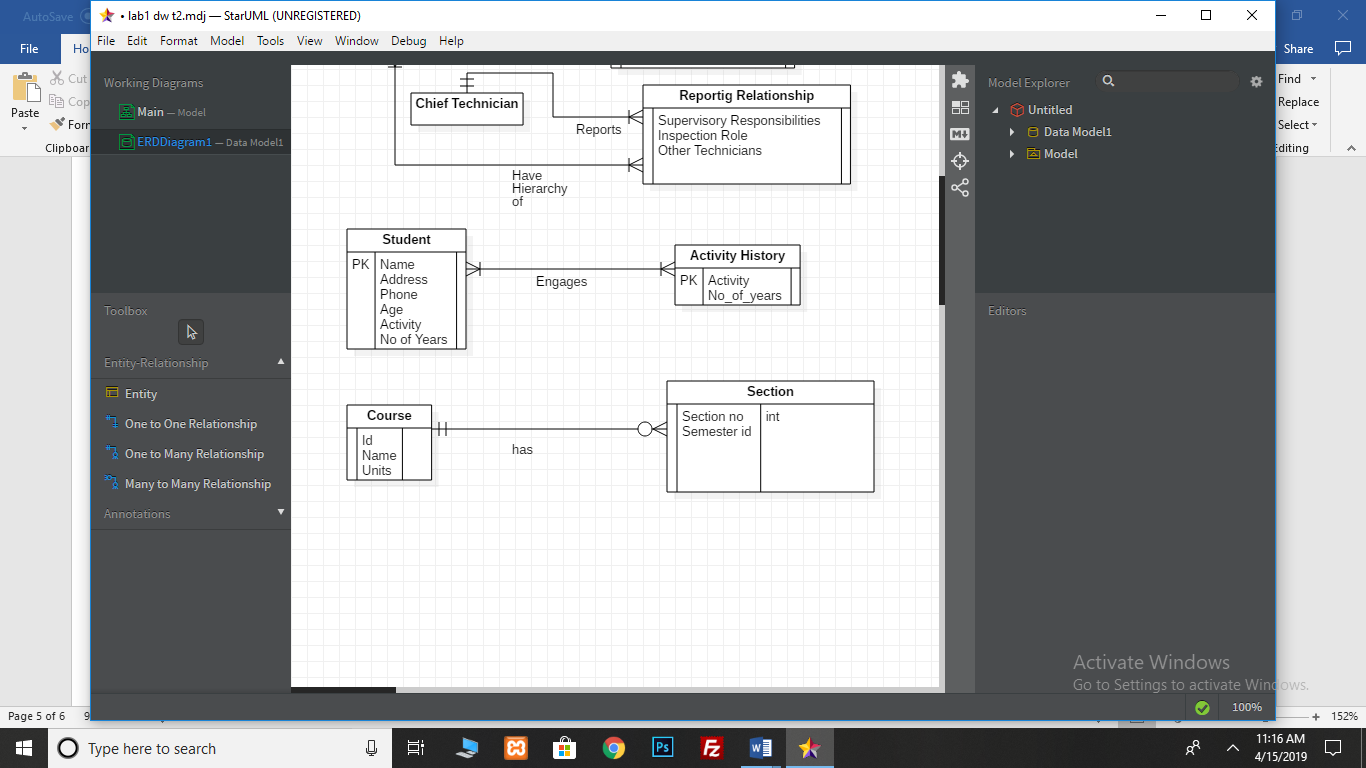 AutoSave
• lab1 dw t2.mdj — StarUML (UNREGISTERED)
File
Ho
Share
File Edit Format Model Tools View Window Debug Help
Cut
Cop
Form
Paste
Clipboar
Find
Replace
Select
Editing
Working Diagrams
Main — Model
ERDDiagram1 — Data Model1
Toolbox
Entity-Relationship
Entity
One to One Relationship
One to Many Relationship
Many to Many Relationship
Annotations
Chief Technician
Reports
Reportig Relationship
Supervisory Responsibilities
Inspection Role
Other Technicians
Have
Hierarchy
of
Student
PK Name
Address
Phone
Age
Activity
No of Years
Engages
Activity History
PK Activity
No_of_years
Course
Id
Name
Units
has
Section
Section no int
Semester id
M
Model Explorer
Untitled
Data Model1
Model
Editors
Activate Windows
Go to Settings to activate Windows.
100%
Page 5 of 6
152%
Type here to search
Ps
Fz
W
11:16 AM
4/15/2019